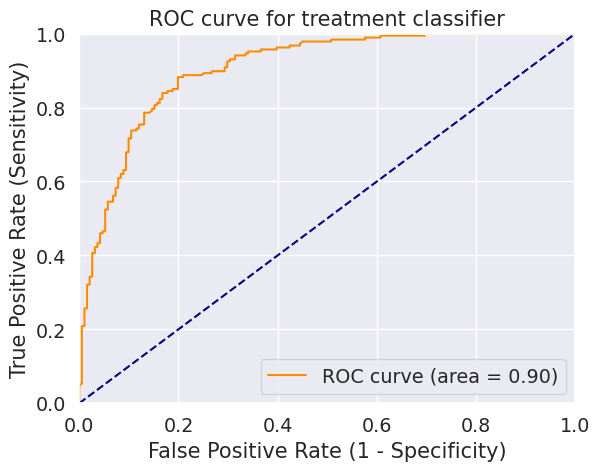 ROC curve for treatment classifier
True Positive Rate (Sensitivity)
1.0
0.8
0.6
0.4
0.2
0.0
ROC curve (area = 0.90)
0.0 0.2 0.4 0.6 0.8 1.0
False Positive Rate (1 - Specificity)